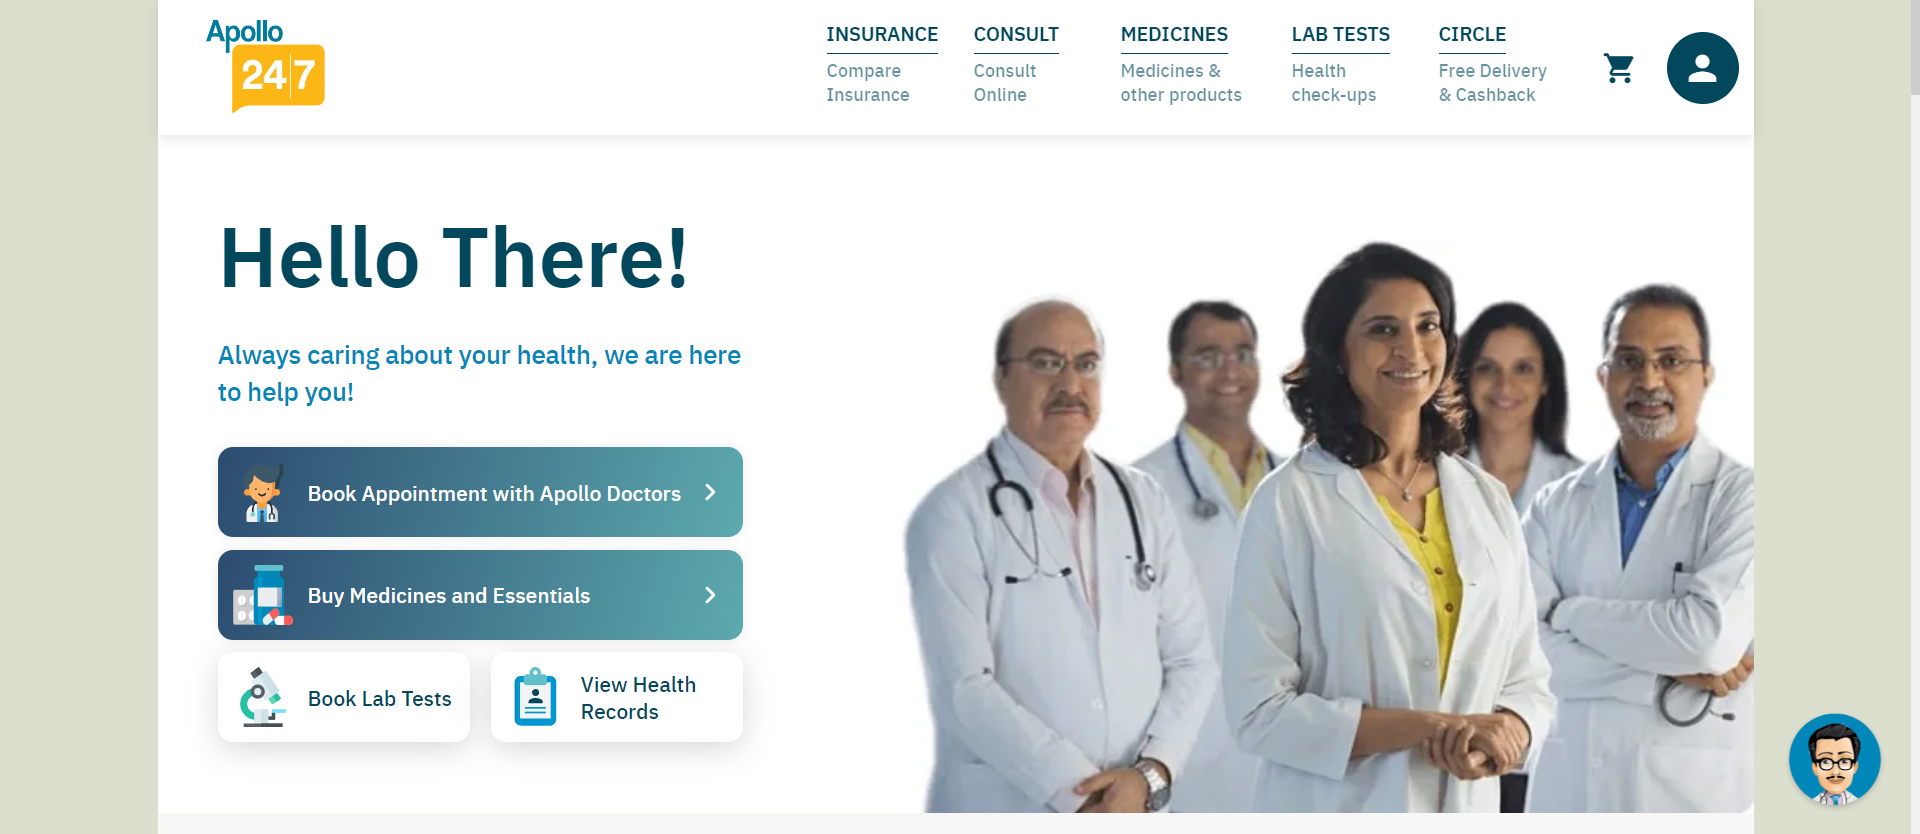 Apollo
24|7
INSURANCE
Compare
Insurance
CONSULT
Consult
Online
MEDICINES
Medicines &
other products
LAB TESTS
Health
check-ups
CIRCLE
Free Delivery
& Cashback
Hello There!
Always caring about your health, we are here
to help you!
Book Appointment with Apollo Doctors
Buy Medicines and Essentials
Book Lab Tests
View Health
Records